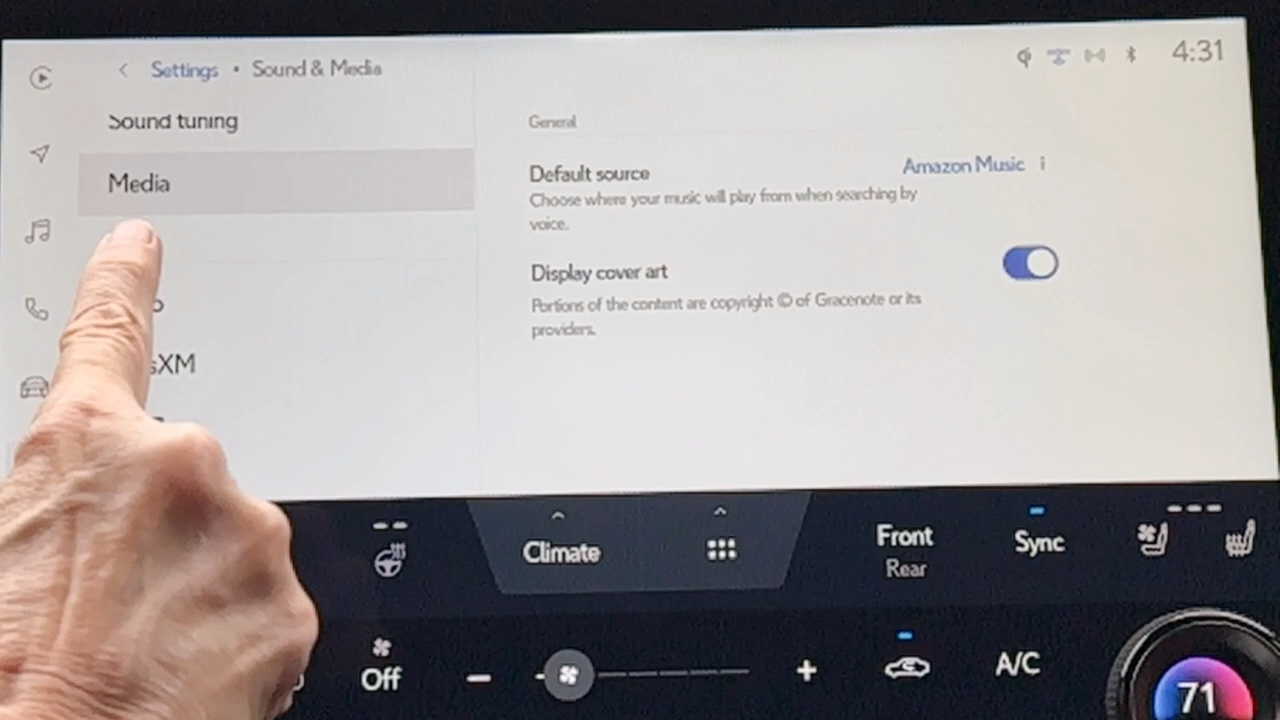 Settings • Sound & Media
4:31
Sound tuning
Media
XM
General
Default source
Amazon Music
Choose where your music will play from when searching by
voice.
Display cover art
Portions of the content are copyright © of Gracenote or its
providers.
Climate
Front
Rear
Sync
Off
A/C
71